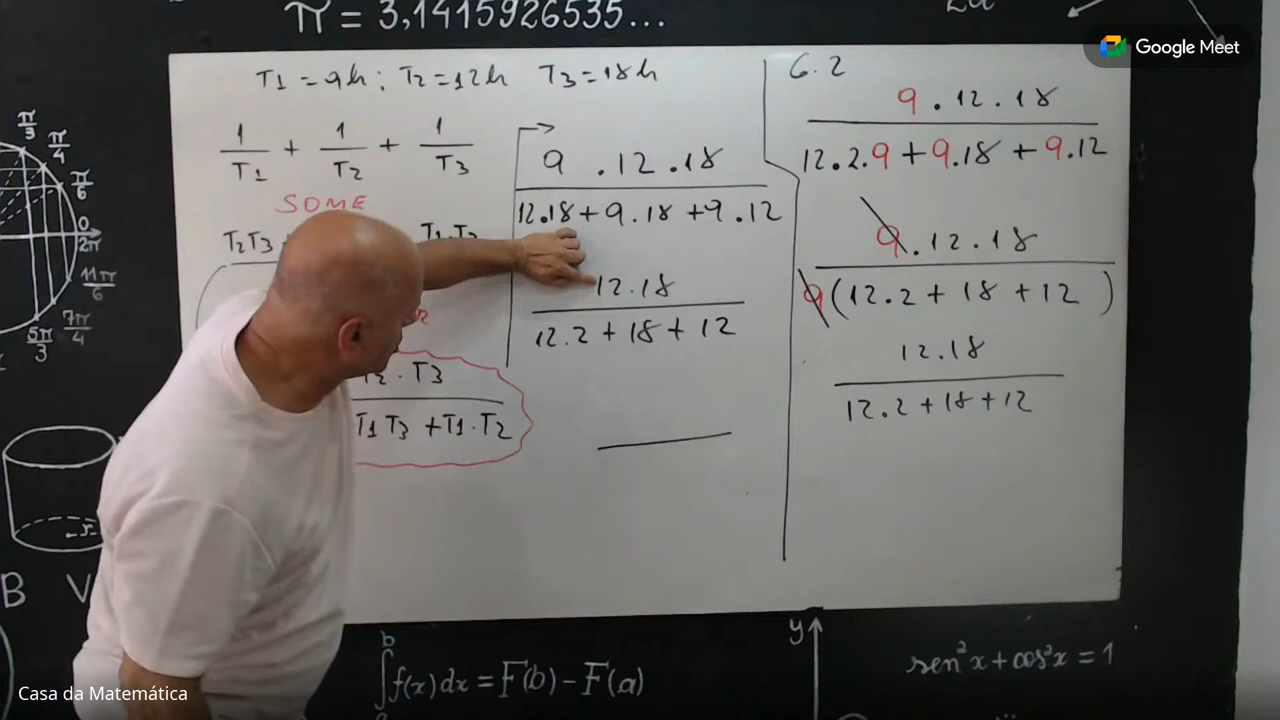 π = 3,1415926535...
Google Meet
T1 = 9h; T2 = 12h T3 = 18h
1/T1 + 1/T2 + 1/T3
SOME
T2T3
T2 . T3
T1T3 + T1.T2
9 . 12 . 18
12.18 + 9.18 + 9.12
12.18
12.2 + 18 + 12
6.2
9 . 12 . 18
12.2.9 + 9.18 + 9.12
9 . 12 . 18
9 (12.2 + 18 + 12)
12.18
12.2 + 18 + 12
π/3
π/4
π/6
0
2π
11π/6
7π/4
5π/3
r
B V
∫ₐᵇ f(x) dx = F(b) - F(a)
y
sen²x + cos²x = 1
Casa da Matemática